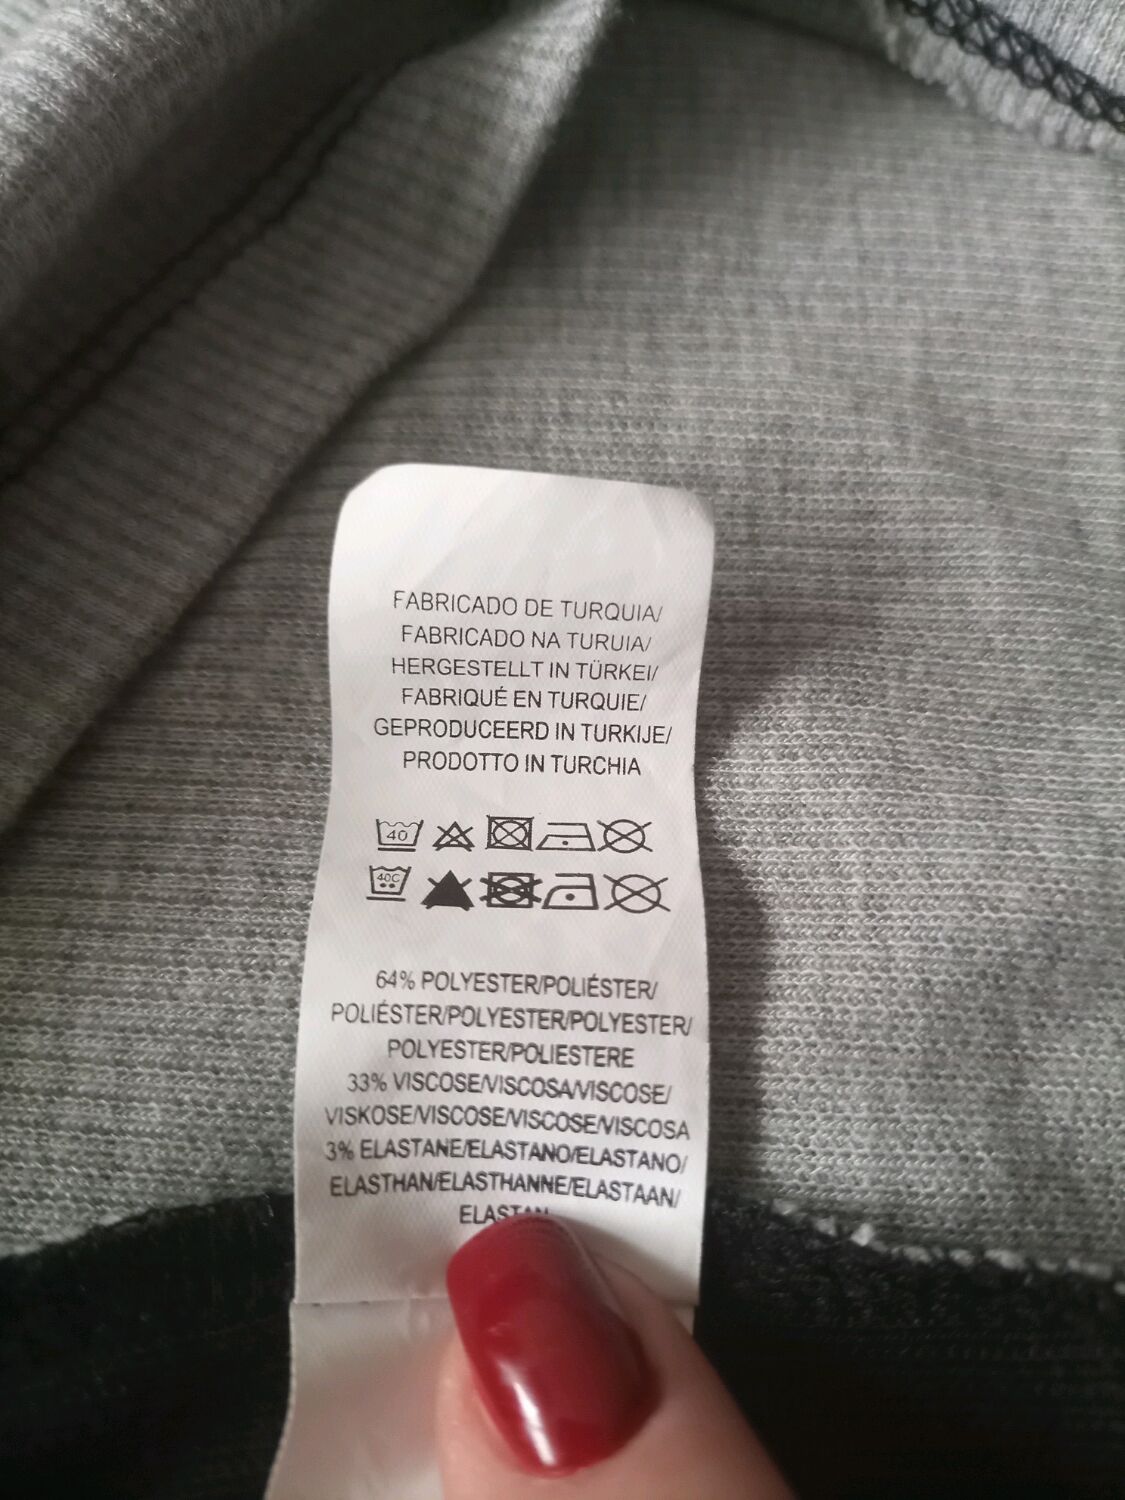 FABRICADO DE TURQUIA/
FABRICADO NA TURUIA/
HERGESTELLT IN TÜRKEI/
FABRIQUÉ EN TURQUIE/
GEPRODUCEERD IN TURKIJE/
PRODOTTO IN TURCHIA
40
40C
64% POLYESTER/POLIÉSTER/
POLIÉSTER/POLYESTER/POLYESTER/
POLYESTER/POLIESTERE
33% VISCOSE/VISCOSA/VISCOSE/
VISKOSE/VISCOSE/VISCOSE/VISCOSA
3% ELASTANE/ELASTANO/ELASTANO/
ELASTHAN/ELASTHANNE/ELASTAAN/
ELASTAN